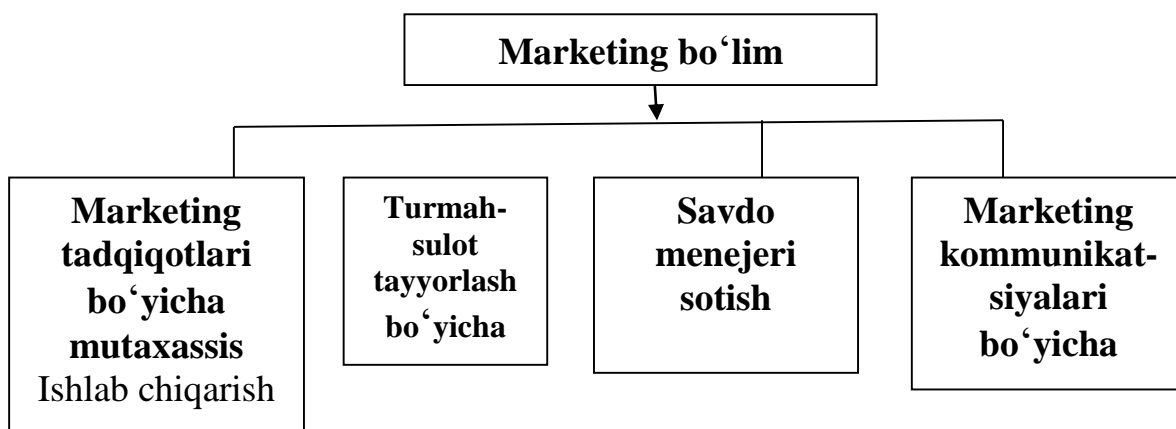 Marketing bo‘lim
Marketing
tadqiqotlari
bo‘yicha
mutaxassis
Ishlab chiqarish
Turmah-
sulot
tayyorlash
bo‘yicha
Savdo
menejeri
sotish
Marketing
kommunikat-
siyalari
bo‘yicha